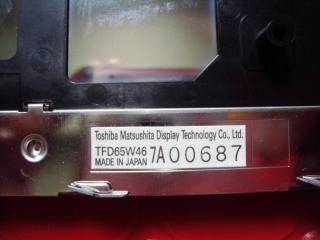 Toshiba Matsushita Display Technology Co., Ltd.
TFD65W46
MADE IN JAPAN 7A00687